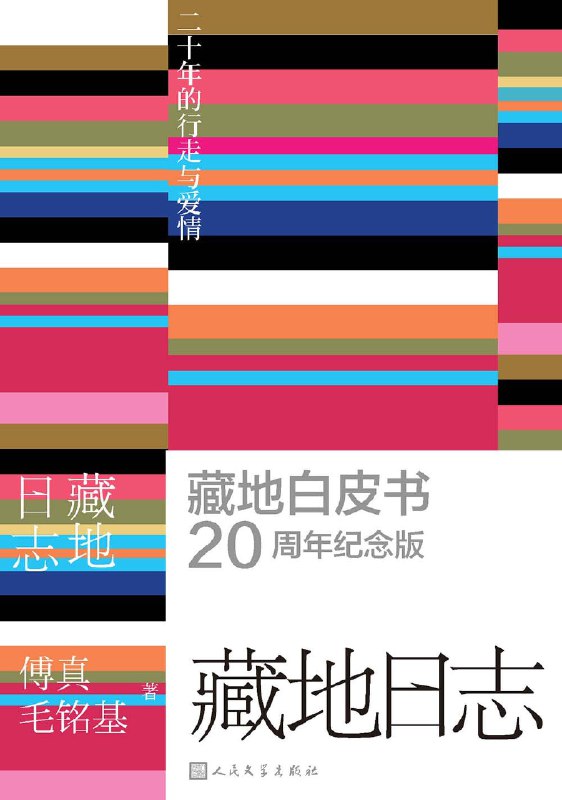 二十年的行走与爱情
藏地
日志
藏地白皮书
20周年纪念版
傅真
毛铭基
著
藏地日志
人民文学出版社